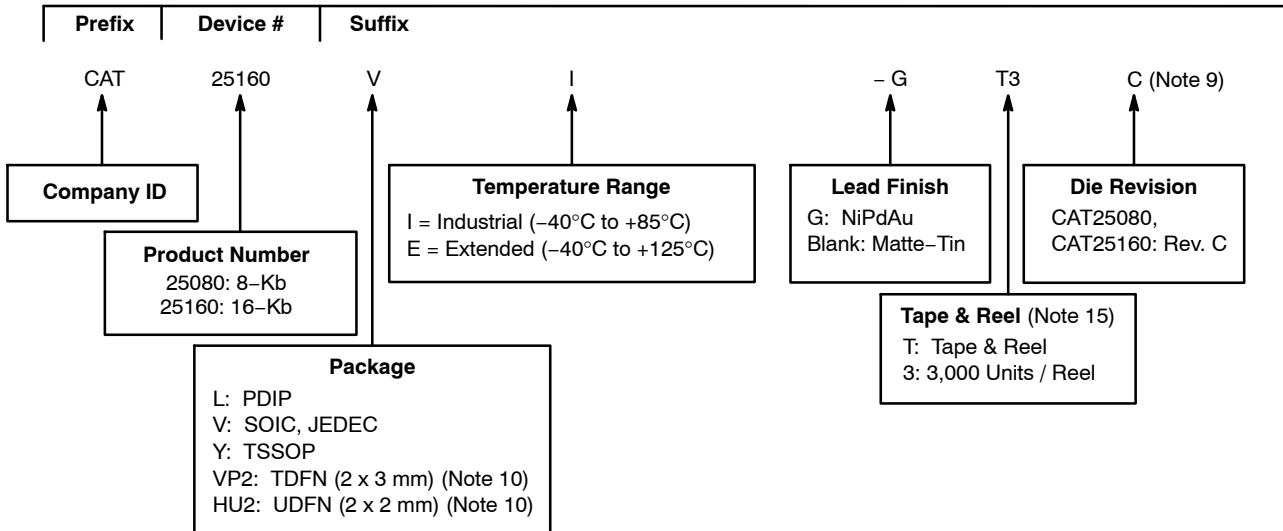 Prefix Device # Suffix
CAT 25160 V I – G T3 C (Note 9)
Company ID
Product Number
25080: 8–Kb
25160: 16–Kb
Package
L: PDIP
V: SOIC, JEDEC
Y: TSSOP
VP2: TDFN (2 x 3 mm) (Note 10)
HU2: UDFN (2 x 2 mm) (Note 10)
Temperature Range
I = Industrial (–40°C to +85°C)
E = Extended (–40°C to +125°C)
Lead Finish
G: NiPdAu
Blank: Matte–Tin
Tape & Reel (Note 15)
T: Tape & Reel
3: 3,000 Units / Reel
Die Revision
CAT25080,
CAT25160: Rev. C